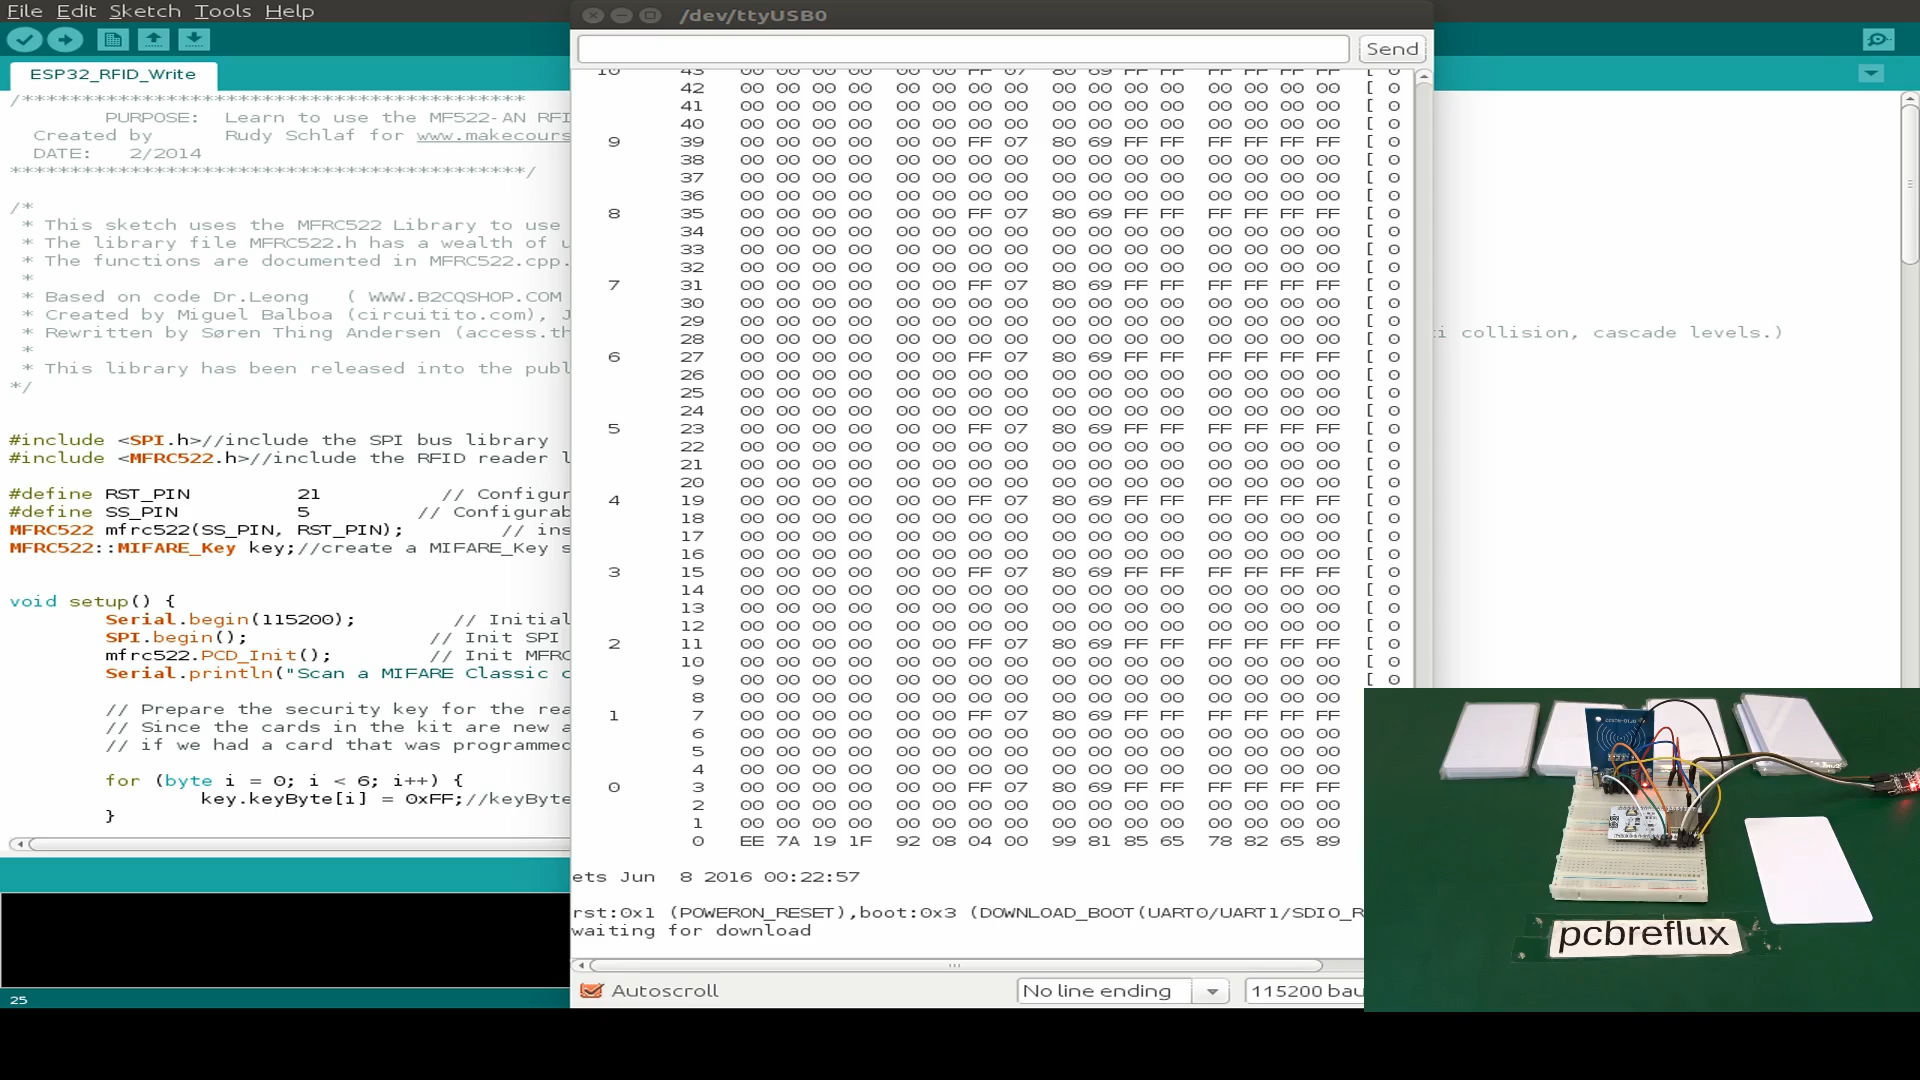 File Edit Sketch Tools Help
ESP32_RFID_Write
/******************************************
PURPOSE: Learn to use the MF522-AN RFI
Created by Rudy Schlaf for www.makecours
DATE: 2/2014
*******************************************/
/*
* This sketch uses the MFRC522 Library to use
* The library file MFRC522.h has a wealth of u
* The functions are documented in MFRC522.cpp.
*
* Based on code Dr.Leong ( WWW.B2CQSHOP.COM
* Created by Miguel Balboa (circuitito.com), J
* Rewritten by Søren Thing Andersen (access.th
i collision, cascade levels.)
*
* This library has been released into the publ
*/
#include <SPI.h>//include the SPI bus library
#include <MFRC522.h>//include the RFID reader l
#define RST_PIN 21 // Configur
#define SS_PIN 5 // Configurab
MFRC522 mfrc522(SS_PIN, RST_PIN); // ins
MFRC522::MIFARE_Key key;//create a MIFARE_Key s
void setup() {
Serial.begin(115200); // Initial
SPI.begin(); // Init SPI
mfrc522.PCD_Init(); // Init MFRC
Serial.println("Scan a MIFARE Classic c
// Prepare the security key for the rea
// Since the cards in the kit are new a
// if we had a card that was programmed
for (byte i = 0; i < 6; i++) {
key.keyByte[i] = 0xFF;//keyByte
}
25
/dev/ttyUSB0
Send
10 43 00 00 00 00 00 00 FF 07 80 69 FF FF FF FF FF FF [ 0
42 00 00 00 00 00 00 00 00 00 00 00 00 00 00 00 00 [ 0
41 00 00 00 00 00 00 00 00 00 00 00 00 00 00 00 00 [ 0
40 00 00 00 00 00 00 00 00 00 00 00 00 00 00 00 00 [ 0
9 39 00 00 00 00 00 00 FF 07 80 69 FF FF FF FF FF FF [ 0
38 00 00 00 00 00 00 00 00 00 00 00 00 00 00 00 00 [ 0
37 00 00 00 00 00 00 00 00 00 00 00 00 00 00 00 00 [ 0
36 00 00 00 00 00 00 00 00 00 00 00 00 00 00 00 00 [ 0
8 35 00 00 00 00 00 00 FF 07 80 69 FF FF FF FF FF FF [ 0
34 00 00 00 00 00 00 00 00 00 00 00 00 00 00 00 00 [ 0
33 00 00 00 00 00 00 00 00 00 00 00 00 00 00 00 00 [ 0
32 00 00 00 00 00 00 00 00 00 00 00 00 00 00 00 00 [ 0
7 31 00 00 00 00 00 00 FF 07 80 69 FF FF FF FF FF FF [ 0
30 00 00 00 00 00 00 00 00 00 00 00 00 00 00 00 00 [ 0
29 00 00 00 00 00 00 00 00 00 00 00 00 00 00 00 00 [ 0
28 00 00 00 00 00 00 00 00 00 00 00 00 00 00 00 00 [ 0
6 27 00 00 00 00 00 00 FF 07 80 69 FF FF FF FF FF FF [ 0
26 00 00 00 00 00 00 00 00 00 00 00 00 00 00 00 00 [ 0
25 00 00 00 00 00 00 00 00 00 00 00 00 00 00 00 00 [ 0
24 00 00 00 00 00 00 00 00 00 00 00 00 00 00 00 00 [ 0
5 23 00 00 00 00 00 00 FF 07 80 69 FF FF FF FF FF FF [ 0
22 00 00 00 00 00 00 00 00 00 00 00 00 00 00 00 00 [ 0
21 00 00 00 00 00 00 00 00 00 00 00 00 00 00 00 00 [ 0
20 00 00 00 00 00 00 00 00 00 00 00 00 00 00 00 00 [ 0
4 19 00 00 00 00 00 00 FF 07 80 69 FF FF FF FF FF FF [ 0
18 00 00 00 00 00 00 00 00 00 00 00 00 00 00 00 00 [ 0
17 00 00 00 00 00 00 00 00 00 00 00 00 00 00 00 00 [ 0
16 00 00 00 00 00 00 00 00 00 00 00 00 00 00 00 00 [ 0
3 15 00 00 00 00 00 00 FF 07 80 69 FF FF FF FF FF FF [ 0
14 00 00 00 00 00 00 00 00 00 00 00 00 00 00 00 00 [ 0
13 00 00 00 00 00 00 00 00 00 00 00 00 00 00 00 00 [ 0
12 00 00 00 00 00 00 00 00 00 00 00 00 00 00 00 00 [ 0
2 11 00 00 00 00 00 00 FF 07 80 69 FF FF FF FF FF FF [ 0
10 00 00 00 00 00 00 00 00 00 00 00 00 00 00 00 00 [ 0
9 00 00 00 00 00 00 00 00 00 00 00 00 00 00 00 00 [ 0
8 00 00 00 00 00 00 00 00 00 00 00 00 00 00 00 00
1 7 00 00 00 00 00 00 FF 07 80 69 FF FF FF FF FF FF
6 00 00 00 00 00 00 00 00 00 00 00 00 00 00 00 00
5 00 00 00 00 00 00 00 00 00 00 00 00 00 00 00 00
4 00 00 00 00 00 00 00 00 00 00 00 00 00 00 00 00
0 3 00 00 00 00 00 00 FF 07 80 69 FF FF FF FF FF FF
2 00 00 00 00 00 00 00 00 00 00 00 00 00 00 00 00
1 00 00 00 00 00 00 00 00 00 00 00 00 00 00 00 00
0 EE 7A 19 1F 92 08 04 00 99 81 85 65 78 82 65 89
ets Jun 8 2016 00:22:57
rst:0x1 (POWERON_RESET),boot:0x3 (DOWNLOAD_BOOT(UART0/UART1/SDIO_R
waiting for download
Autoscroll
No line ending
115200 bau
pcbreflux